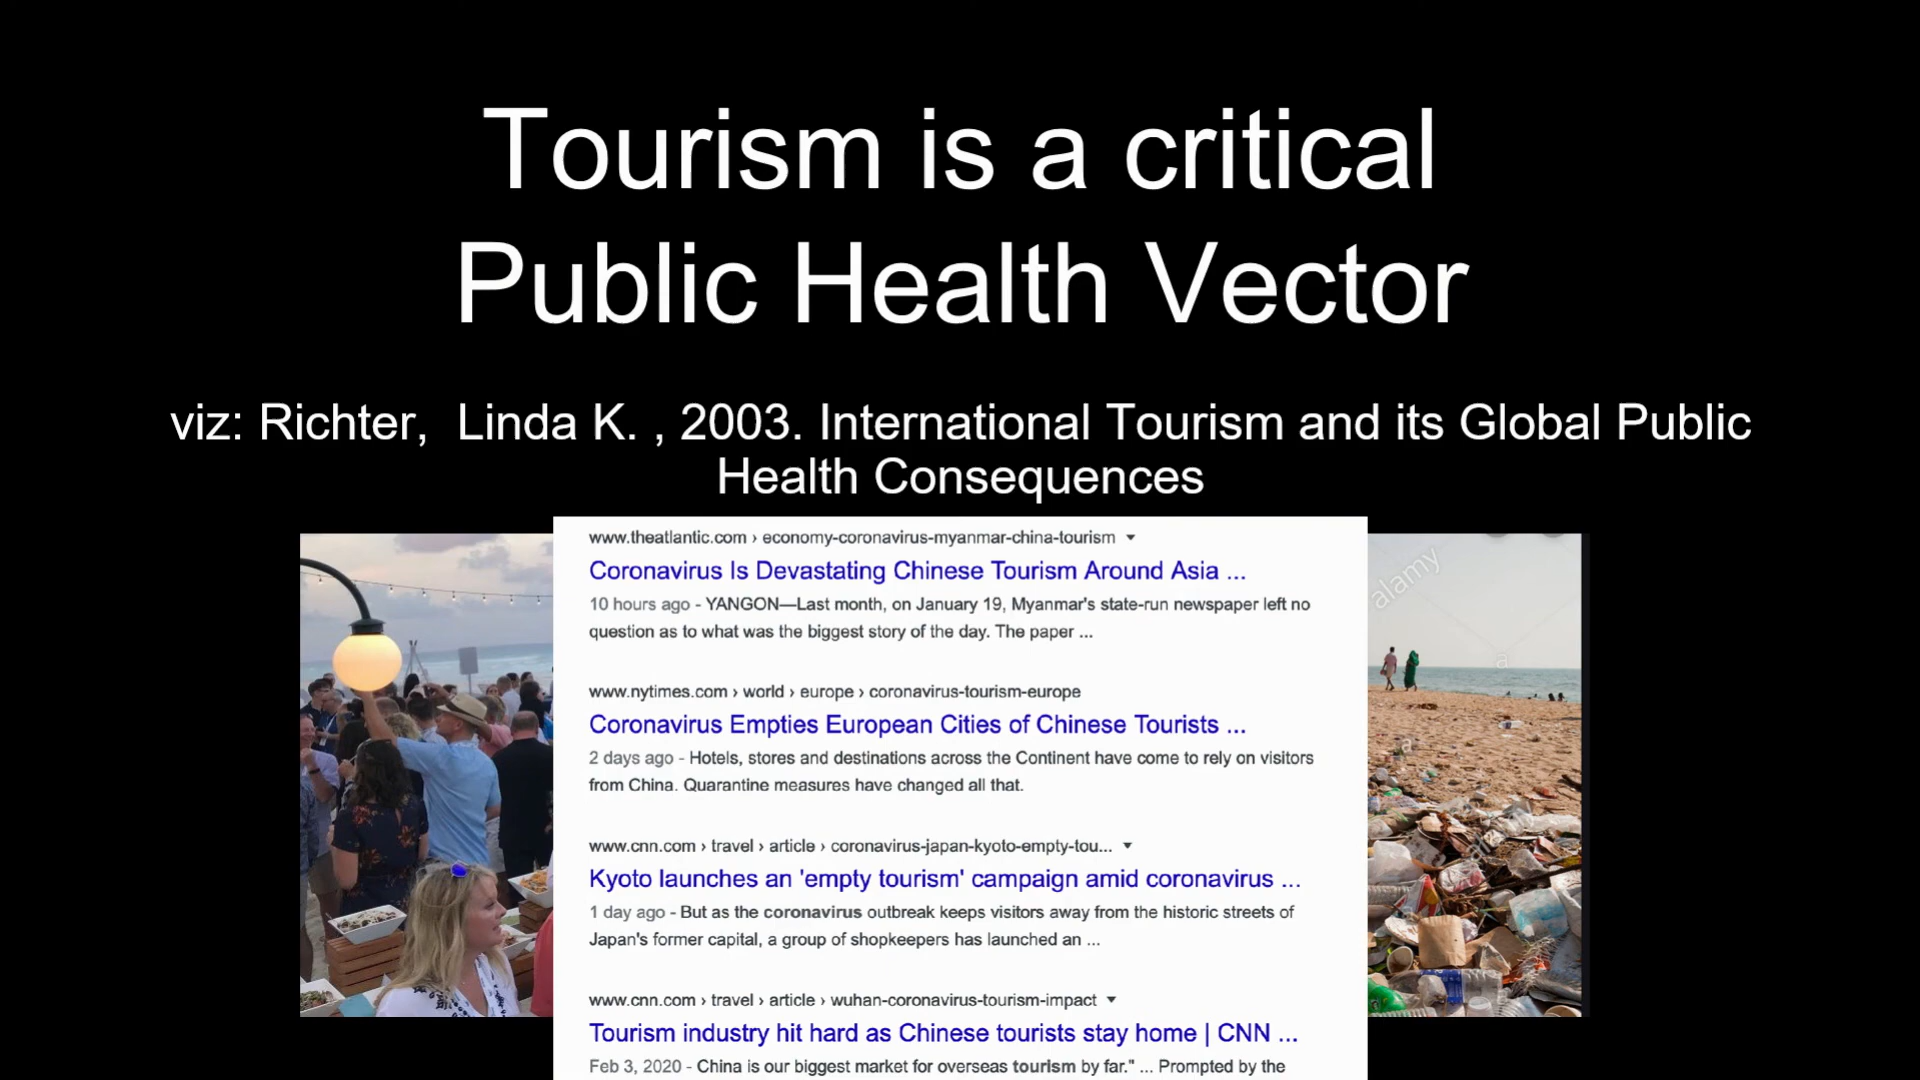 Tourism is a critical
Public Health Vector
viz: Richter,  Linda K. , 2003. International Tourism and its Global Public
Health Consequences
www.theatlantic.com › economy-coronavirus-myanmar-china-tourism ▼
Coronavirus Is Devastating Chinese Tourism Around Asia ...
10 hours ago - YANGON—Last month, on January 19, Myanmar's state-run newspaper left no
question as to what was the biggest story of the day. The paper ...
www.nytimes.com › world › europe › coronavirus-tourism-europe
Coronavirus Empties European Cities of Chinese Tourists ...
2 days ago - Hotels, stores and destinations across the Continent have come to rely on visitors
from China. Quarantine measures have changed all that.
www.cnn.com › travel › article › coronavirus-japan-kyoto-empty-tou... ▼
Kyoto launches an 'empty tourism' campaign amid coronavirus ...
1 day ago - But as the coronavirus outbreak keeps visitors away from the historic streets of
Japan's former capital, a group of shopkeepers has launched an ...
www.cnn.com › travel › article › wuhan-coronavirus-tourism-impact ▼
Tourism industry hit hard as Chinese tourists stay home | CNN ...
Feb 3, 2020 - China is our biggest market for overseas tourism by far." ... Prompted by the
alamy
a
a